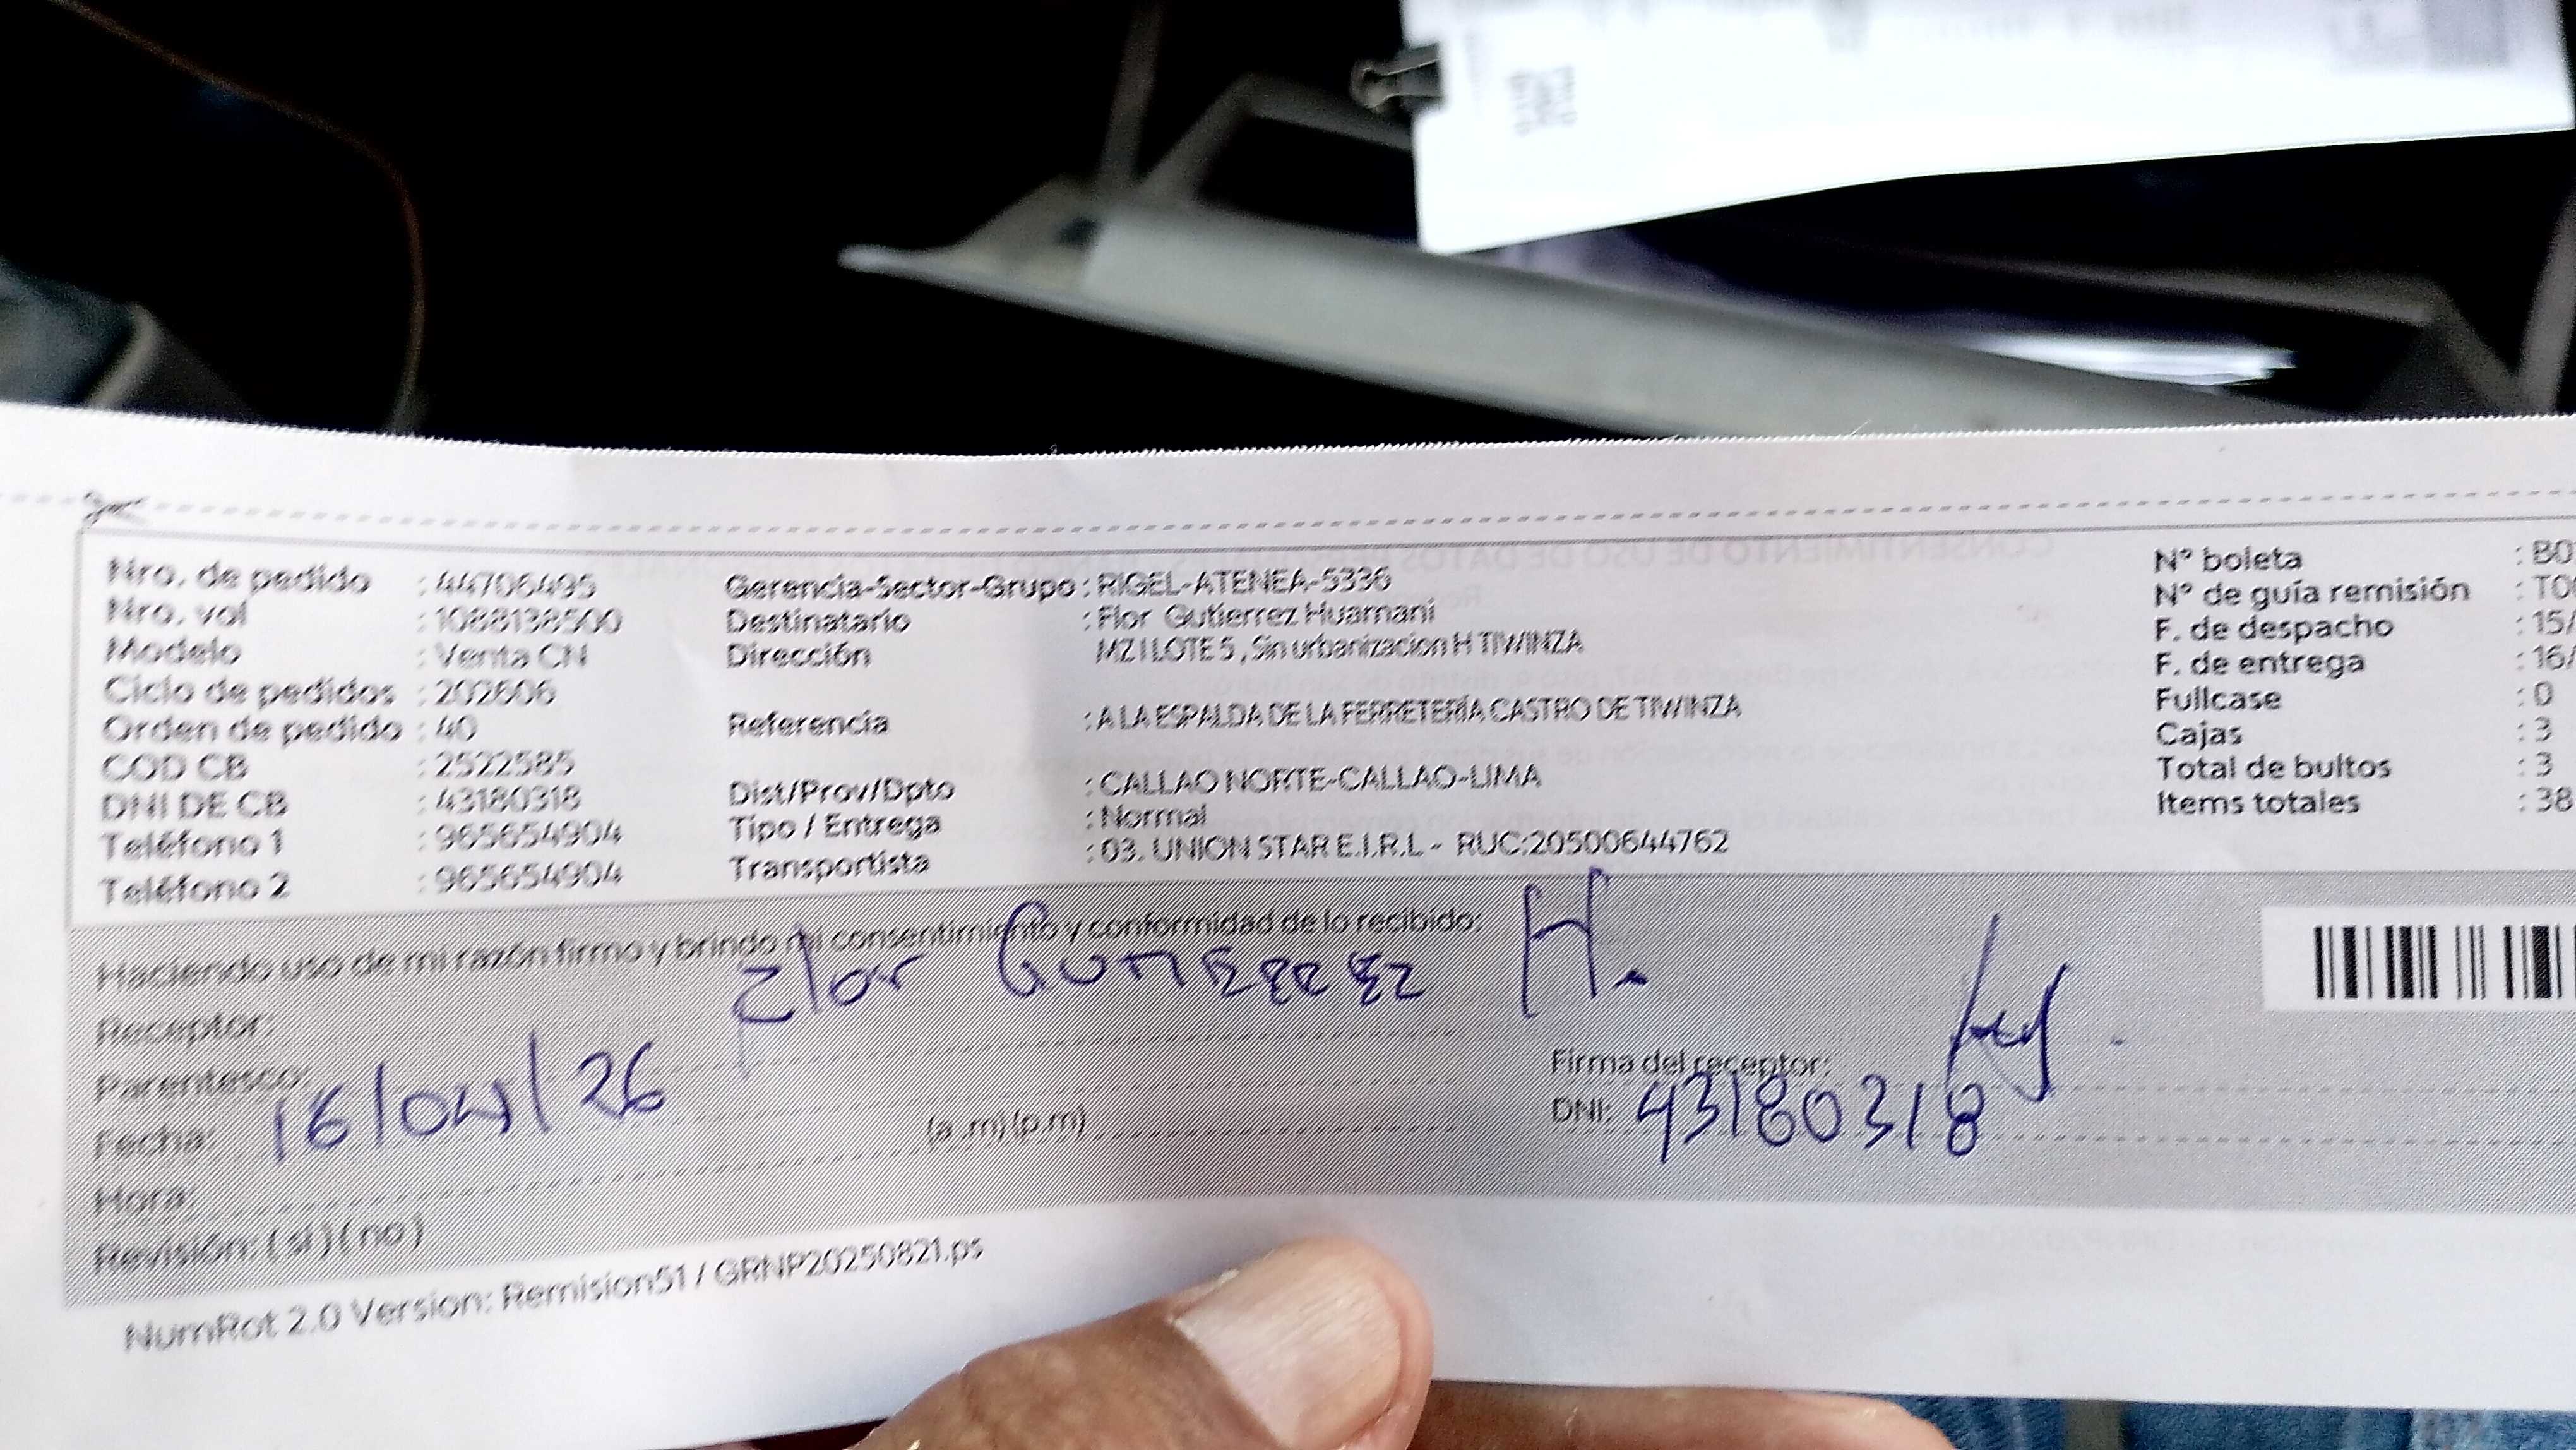 Nro. de pedido : 44706495
Nro. vol : 1088138500
Modelo : Venta CN
Ciclo de pedidos : 202606
Orden de pedido : 40
COD CB : 2522585
DNI DE CB : 43180318
Teléfono 1 : 965654904
Teléfono 2 : 965654904
Gerencia-Sector-Grupo : RIGEL-ATENEA-5336
Destinatario : Flor Gutierrez Huamani
Dirección MZ I LOTE 5 , Sin urbanizacion H TIWINZA
Referencia : A LA ESPALDA DE LA FERRETERÍA CASTRO DE TIWINZA
Dist/Prov/Dpto : CALLAO NORTE-CALLAO-LIMA
Tipo / Entrega : Normal
Transportista : 03. UNION STAR E.I.R.L - RUC:20500644762
N° boleta : B0
N° de guía remisión : T0
F. de despacho : 15/
F. de entrega : 16/
Fullcase : 0
Cajas : 3
Total de bultos : 3
Items totales : 38
Haciendo uso de mi razón firmo y brindo mi consentimiento y conformidad de lo recibido:
Receptor: Flor GUTIERREZ H.
Parentesco:
Fecha: 16/04/26
Hora: (a .m) (p.m)
Revisión: ( si ) ( no )
Firma del receptor:
DNI: 43180318
NumRot 2.0 Version: Remision51 / GRNP20250821.ps